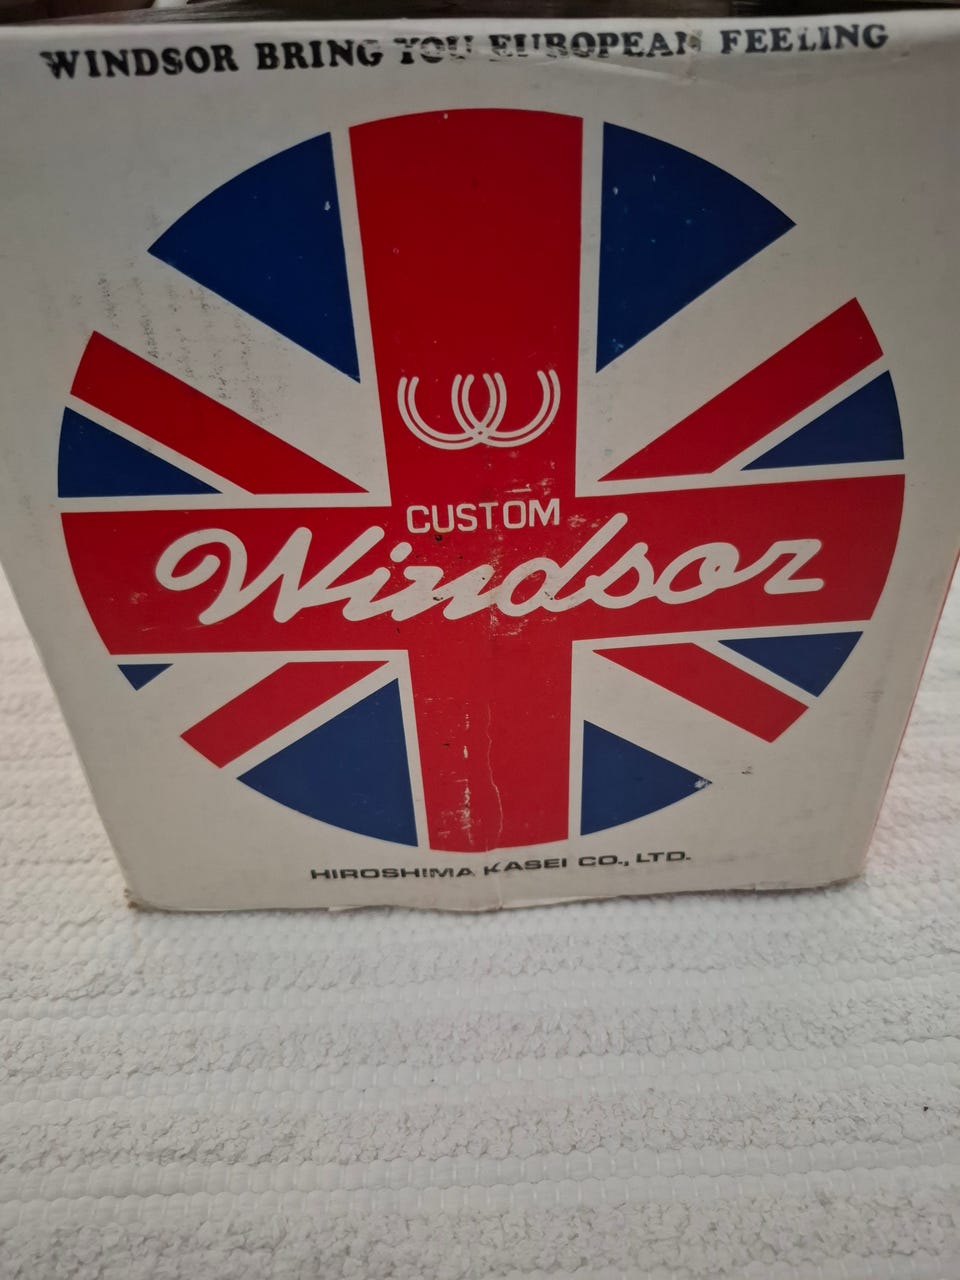 WINDSOR BRING YOU EUROPEAN FEELING
CUSTOM
Windsor
HIROSHIMA KASEI CO., LTD.